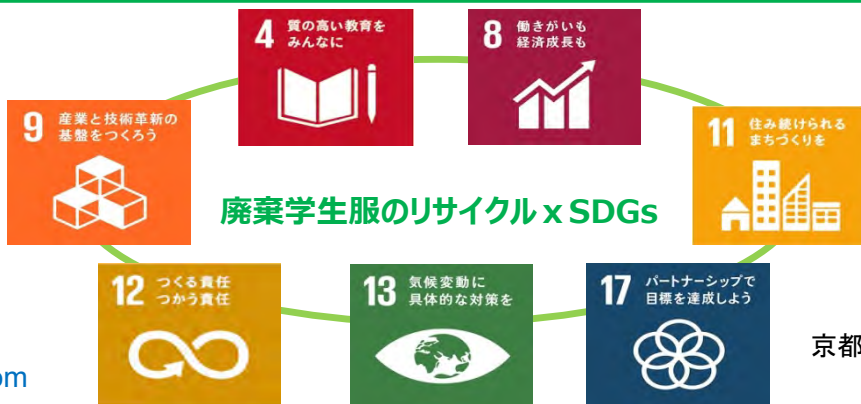 4 質の高い教育を
みんなに
8 働きがいも
経済成長も
9 産業と技術革新の
基盤をつくろう
11 住み続けられる
まちづくりを
廃棄学生服のリサイクル x SDGs
12 つくる責任
つかう責任
13 気候変動に
具体的な対策を
17 パートナーシップで
目標を達成しよう
京都
om